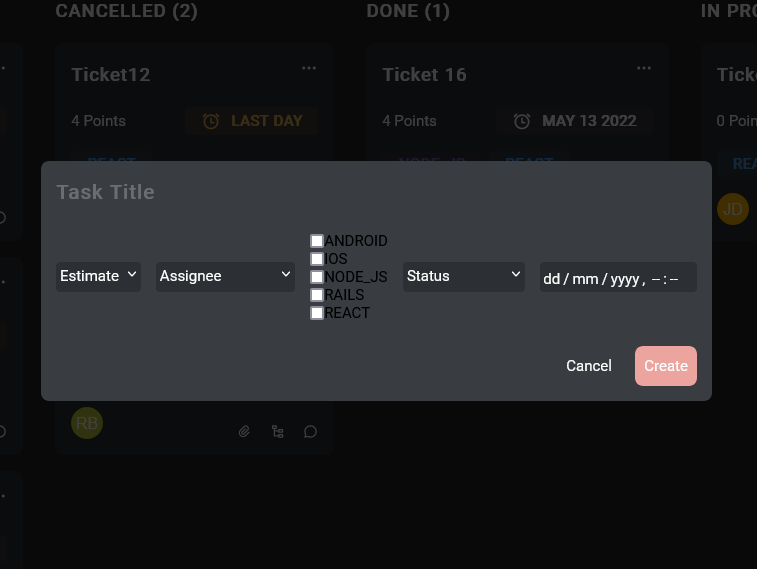 CANCELLED (2)
DONE (1)
IN PRO
Ticket12
Ticket 16
Tick
4 Points
LAST DAY
4 Points
MAY 13 2022
0 Poin
REACT
NODE_JS
REACT
REA
JD
Task Title
Estimate
Assignee
ANDROID
IOS
NODE_JS
RAILS
REACT
Status
dd / mm / yyyy , -- : --
Cancel
Create
RB